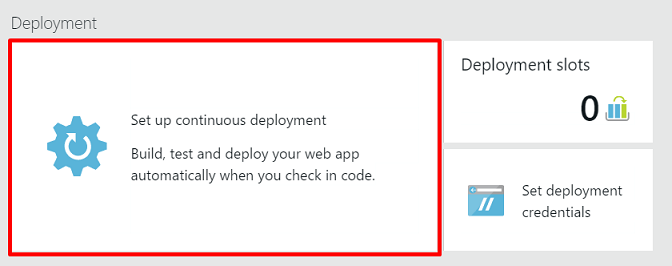 Deployment
Set up continuous deployment
Build, test and deploy your web app
automatically when you check in code.
Deployment slots
0
Set deployment
credentials